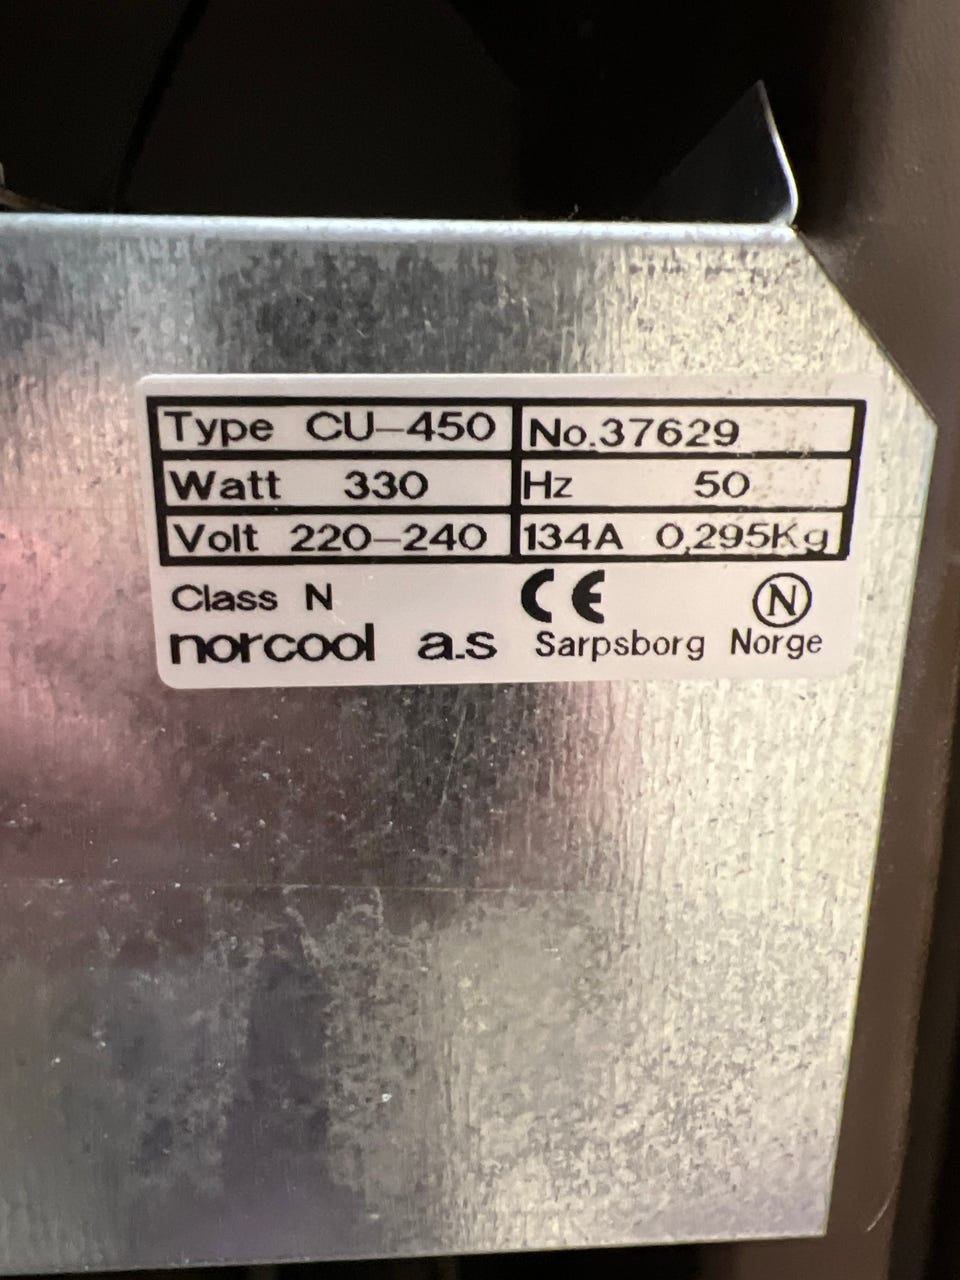 Type CU-450 No.37629
Watt 330 Hz 50
Volt 220-240 134A 0,295Kg
Class N CE N
norcool a.s Sarpsborg Norge